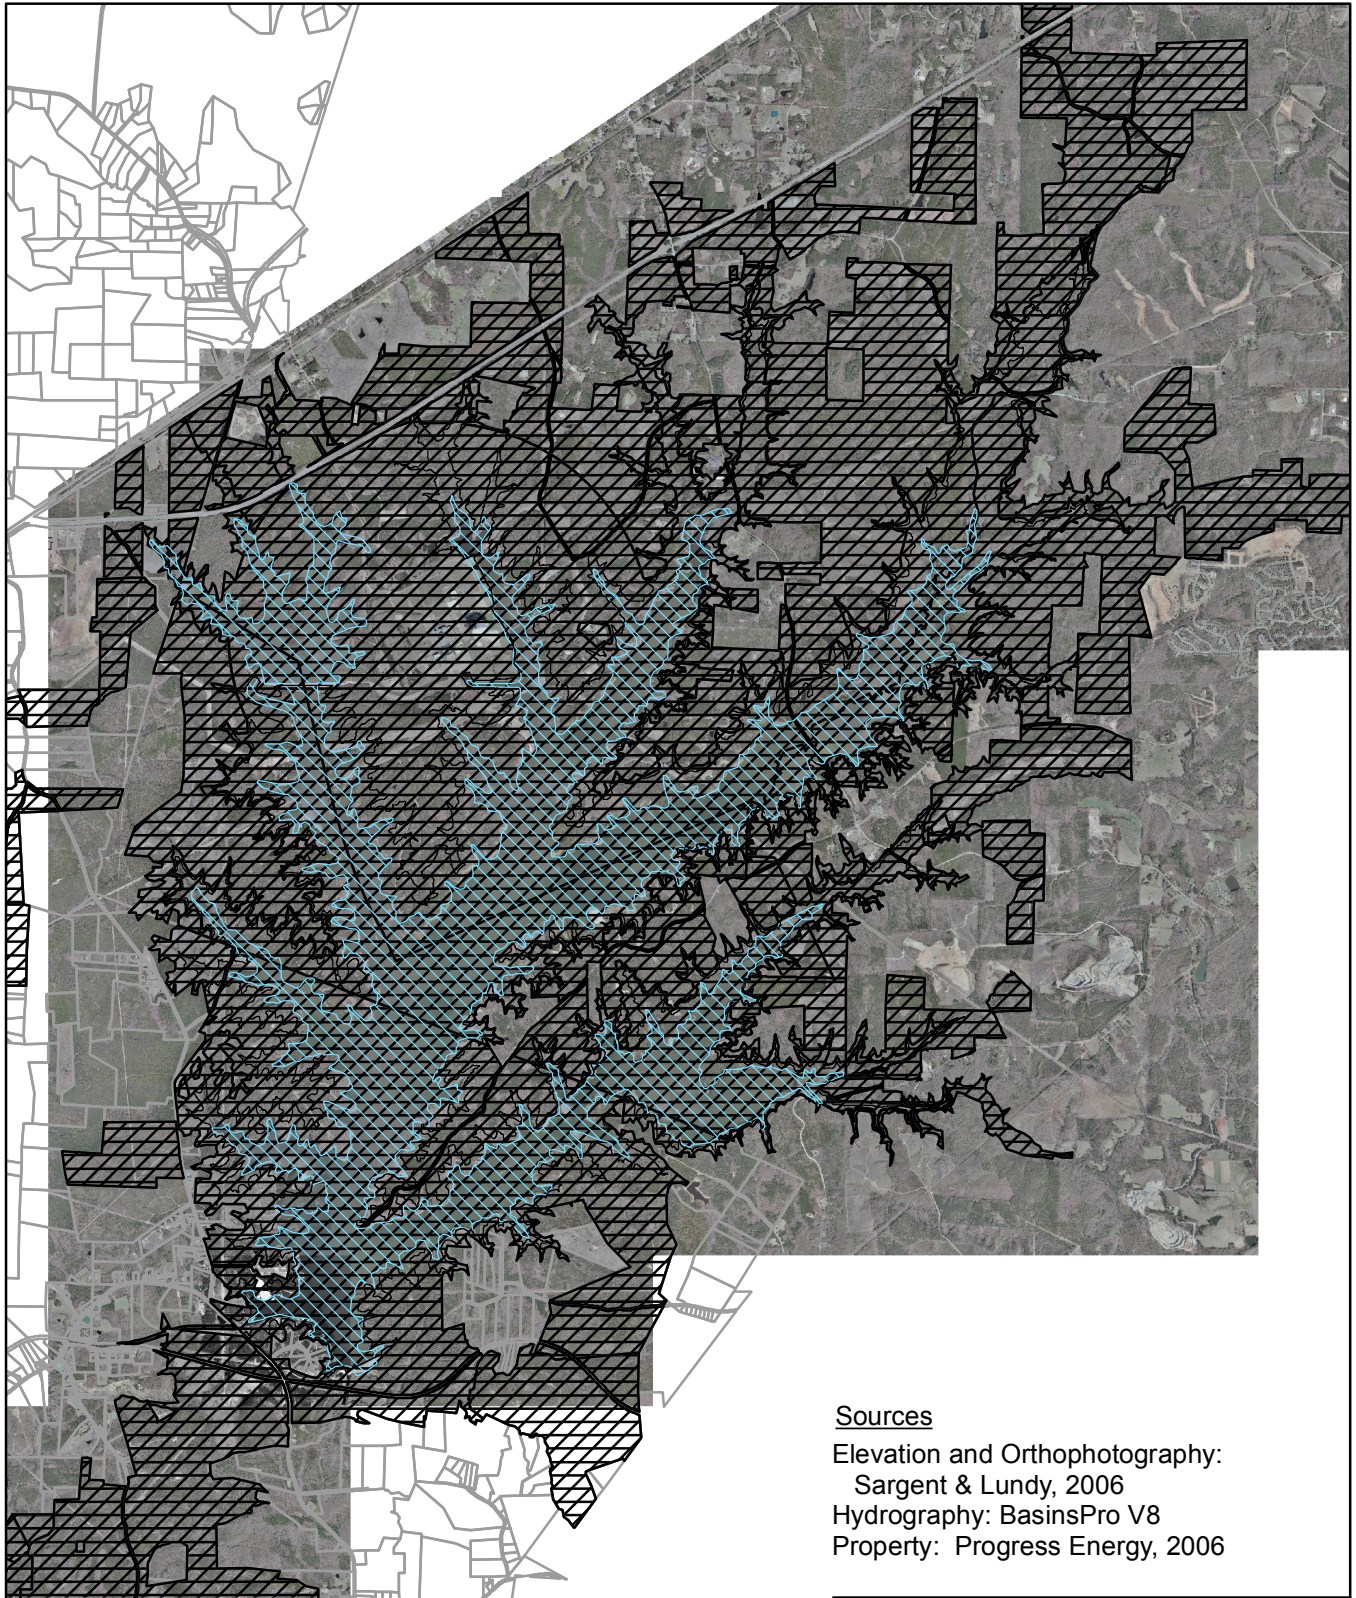 Sources
Elevation and Orthophotography:
Sargent & Lundy, 2006
Hydrography: BasinsPro V8
Property: Progress Energy, 2006